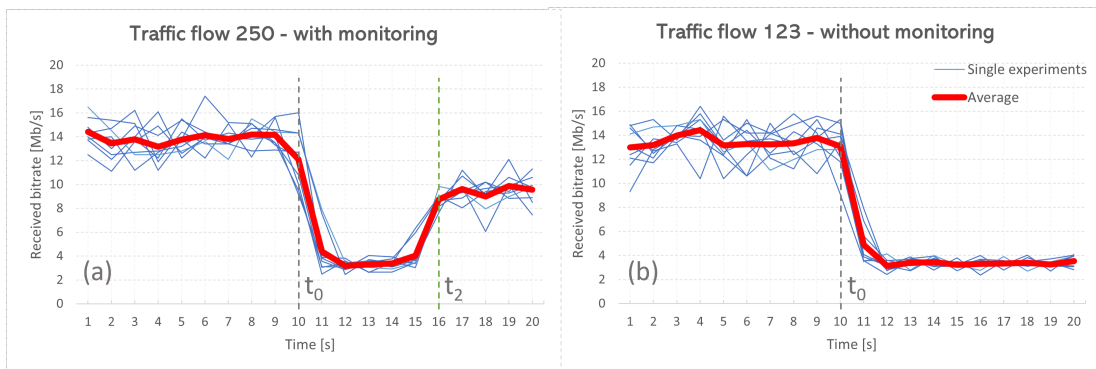 Traffic flow 250 - with monitoring
20
18
16
14
12
10
8
6
4
2
0
Received bitrate [Mb/s]
(a)
t0
t2
1 2 3 4 5 6 7 8 9 10 11 12 13 14 15 16 17 18 19 20
Time [s]
Traffic flow 123 - without monitoring
20
18
16
14
12
10
8
6
4
2
0
Received bitrate [Mb/s]
Single experiments
Average
(b)
t0
1 2 3 4 5 6 7 8 9 10 11 12 13 14 15 16 17 18 19 20
Time [s]